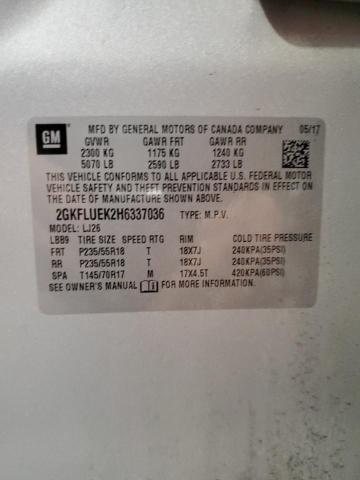 GM MFD BY GENERAL MOTORS OF CANADA COMPANY 05/17
GVWR GAWR FRT GAWR RR
2300 KG 1175 KG 1240 KG
5070 LB 2590 LB 2733 LB
THIS VEHICLE CONFORMS TO ALL APPLICABLE U.S. FEDERAL MOTOR
VEHICLE SAFETY AND THEFT PREVENTION STANDARDS IN EFFECT ON
THE DATE OF MANUFACTURE SHOWN ABOVE.
2GKFLUEK2H6337036 TYPE: M.P.V.
MODEL: LJ26
LBB9 TIRE SIZE SPEED RTG RIM COLD TIRE PRESSURE
FRT P235/55R18 T 18X7J 240KPA(35PSI)
RR P235/55R18 T 18X7J 240KPA(35PSI)
SPA T145/70R17 M 17X4.5T 420KPA(60PSI)
SEE OWNER'S MANUAL FOR MORE INFORMATION.